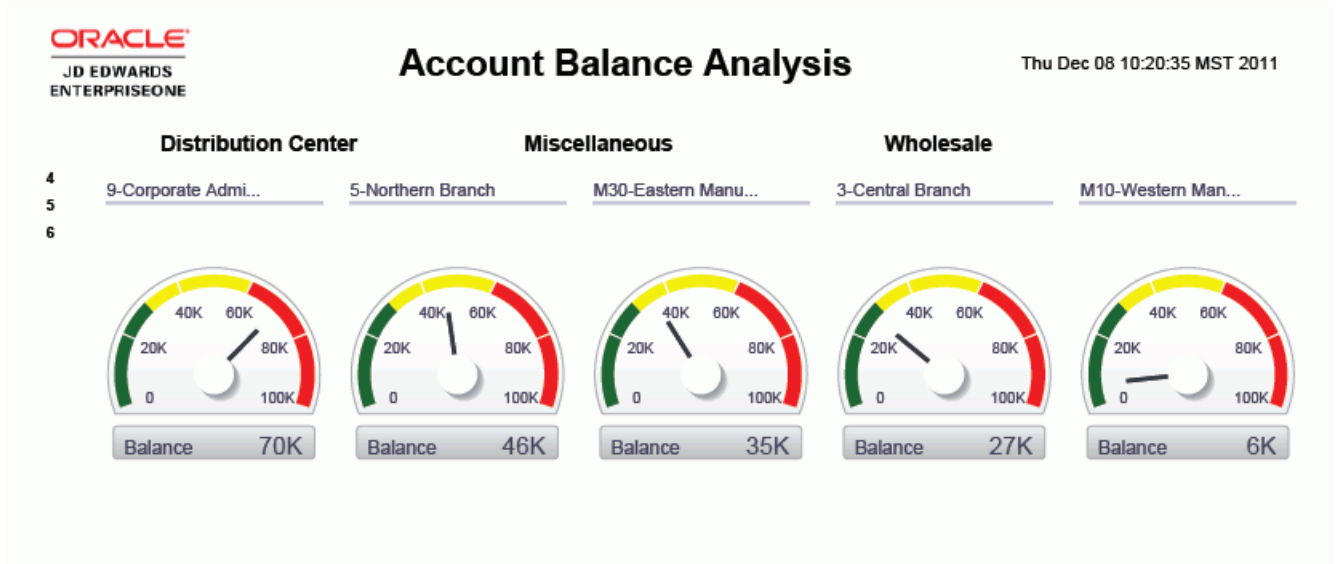 ORACLE
JD EDWARDS
ENTERPRISEONE
Account Balance Analysis
Thu Dec 08 10:20:35 MST 2011
Distribution Center Miscellaneous Wholesale
4
5
6
9-Corporate Admi... 5-Northern Branch M30-Eastern Manu... 3-Central Branch M10-Western Man...
40K 60K 40K 60K 40K 60K 40K 60K 40K 60K
20K 80K 20K 80K 20K 80K 20K 80K 20K 80K
0 100K 0 100K 0 100K 0 100K 0 100K
Balance 70K Balance 46K Balance 35K Balance 27K Balance 6K